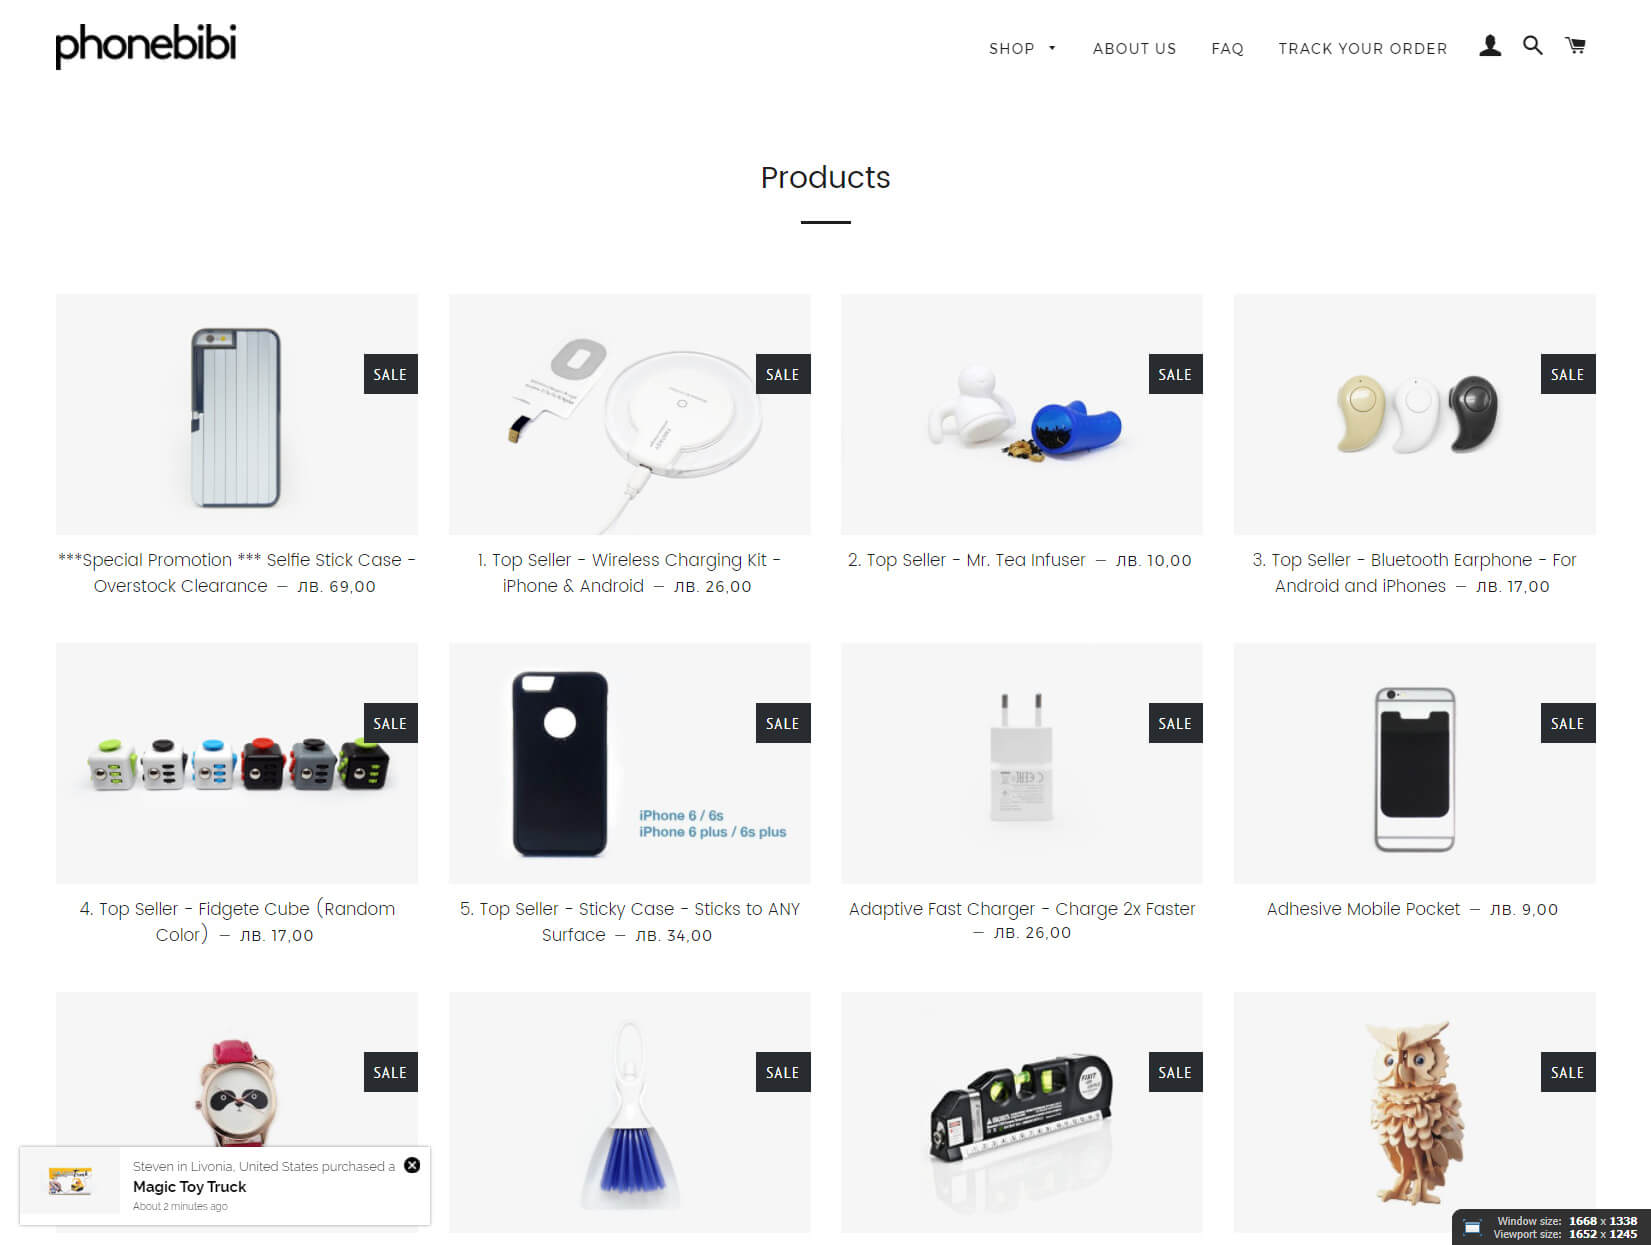 phonebibi
SHOP ABOUT US FAQ TRACK YOUR ORDER
Products
SALE
SALE
SALE
SALE
***Special Promotion *** Selfie Stick Case -
Overstock Clearance — лв. 69,00
1. Top Seller - Wireless Charging Kit -
iPhone & Android — лв. 26,00
2. Top Seller - Mr. Tea Infuser — лв. 10,00
3. Top Seller - Bluetooth Earphone - For
Android and iPhones — лв. 17,00
SALE
SALE
SALE
SALE
iPhone 6 / 6s
iPhone 6 plus / 6s plus
4. Top Seller - Fidgete Cube (Random
Color) — лв. 17,00
5. Top Seller - Sticky Case - Sticks to ANY
Surface — лв. 34,00
Adaptive Fast Charger - Charge 2x Faster
— лв. 26,00
Adhesive Mobile Pocket — лв. 9,00
SALE
SALE
SALE
SALE
Steven in Livonia, United States purchased a
Magic Toy Truck
About 2 minutes ago
Window size: 1668 x 1338
Viewport size: 1652 x 1245